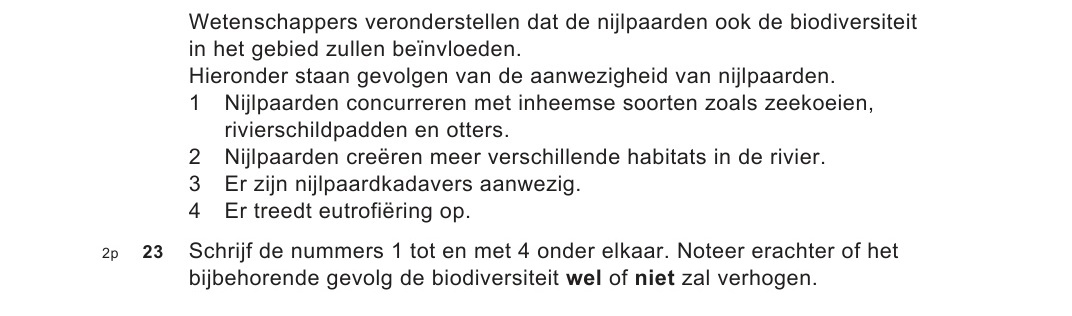 Wetenschappers veronderstellen dat de nijlpaarden ook de biodiversiteit
in het gebied zullen beïnvloeden.
Hieronder staan gevolgen van de aanwezigheid van nijlpaarden.
1 Nijlpaarden concurreren met inheemse soorten zoals zeekoeien,
rivierschildpadden en otters.
2 Nijlpaarden creëren meer verschillende habitats in de rivier.
3 Er zijn nijlpaardkadavers aanwezig.
4 Er treedt eutrofiëring op.
2p 23 Schrijf de nummers 1 tot en met 4 onder elkaar. Noteer erachter of het
bijbehorende gevolg de biodiversiteit wel of niet zal verhogen.